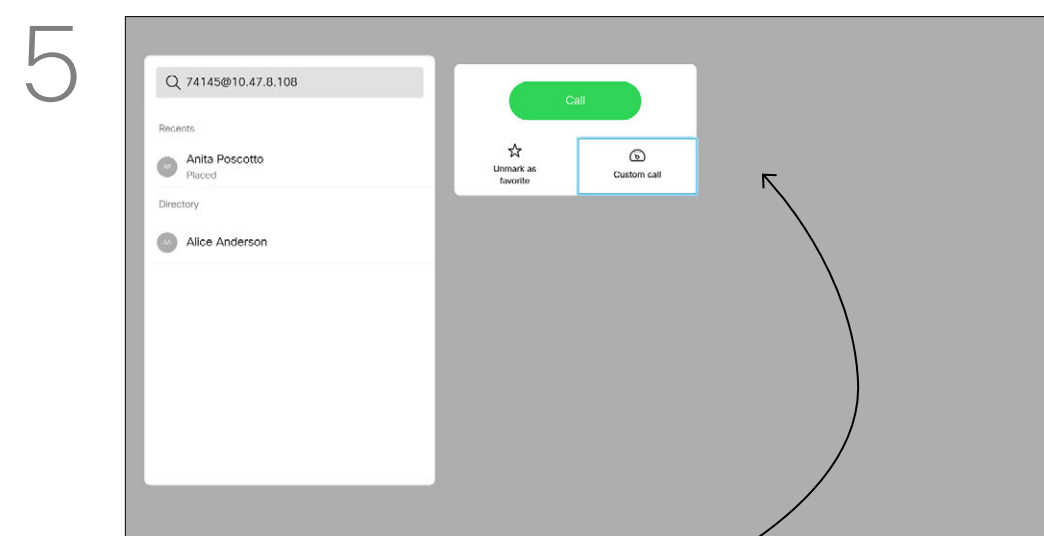 5
74145@10.47.8.108
Recents
Anita Poscotto
Placed
Directory
AA
Alice Anderson
Call
Unmark as
favorite
Custom call